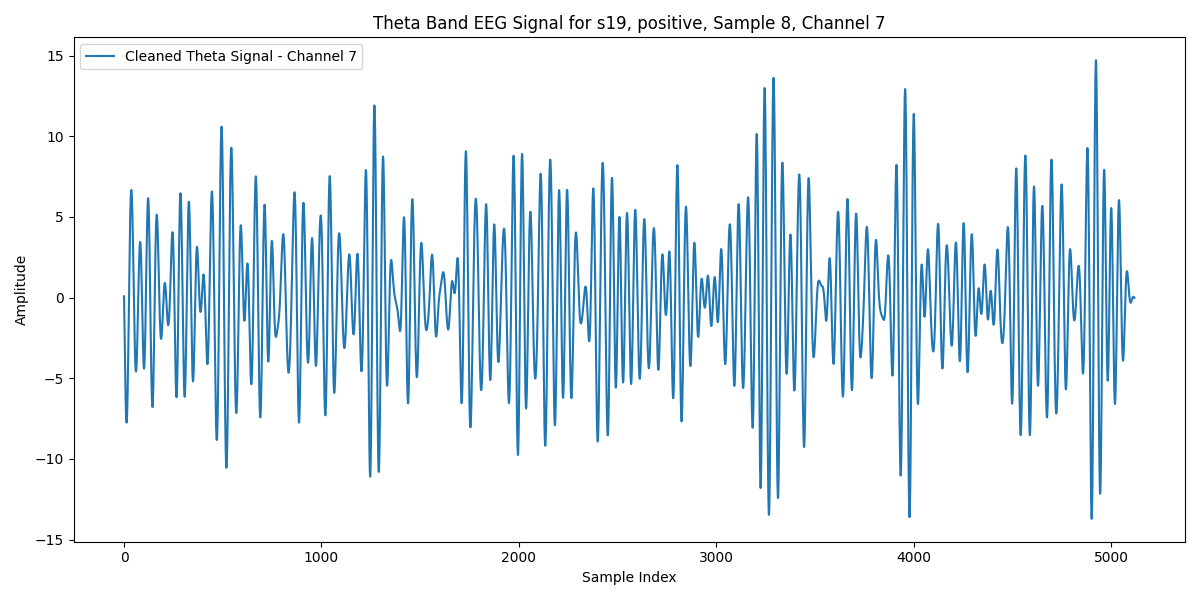 Theta Band EEG Signal for s19, positive, Sample 8, Channel 7
Cleaned Theta Signal - Channel 7
Amplitude
15
10
5
0
−5
−10
−15
0 1000 2000 3000 4000 5000
Sample Index